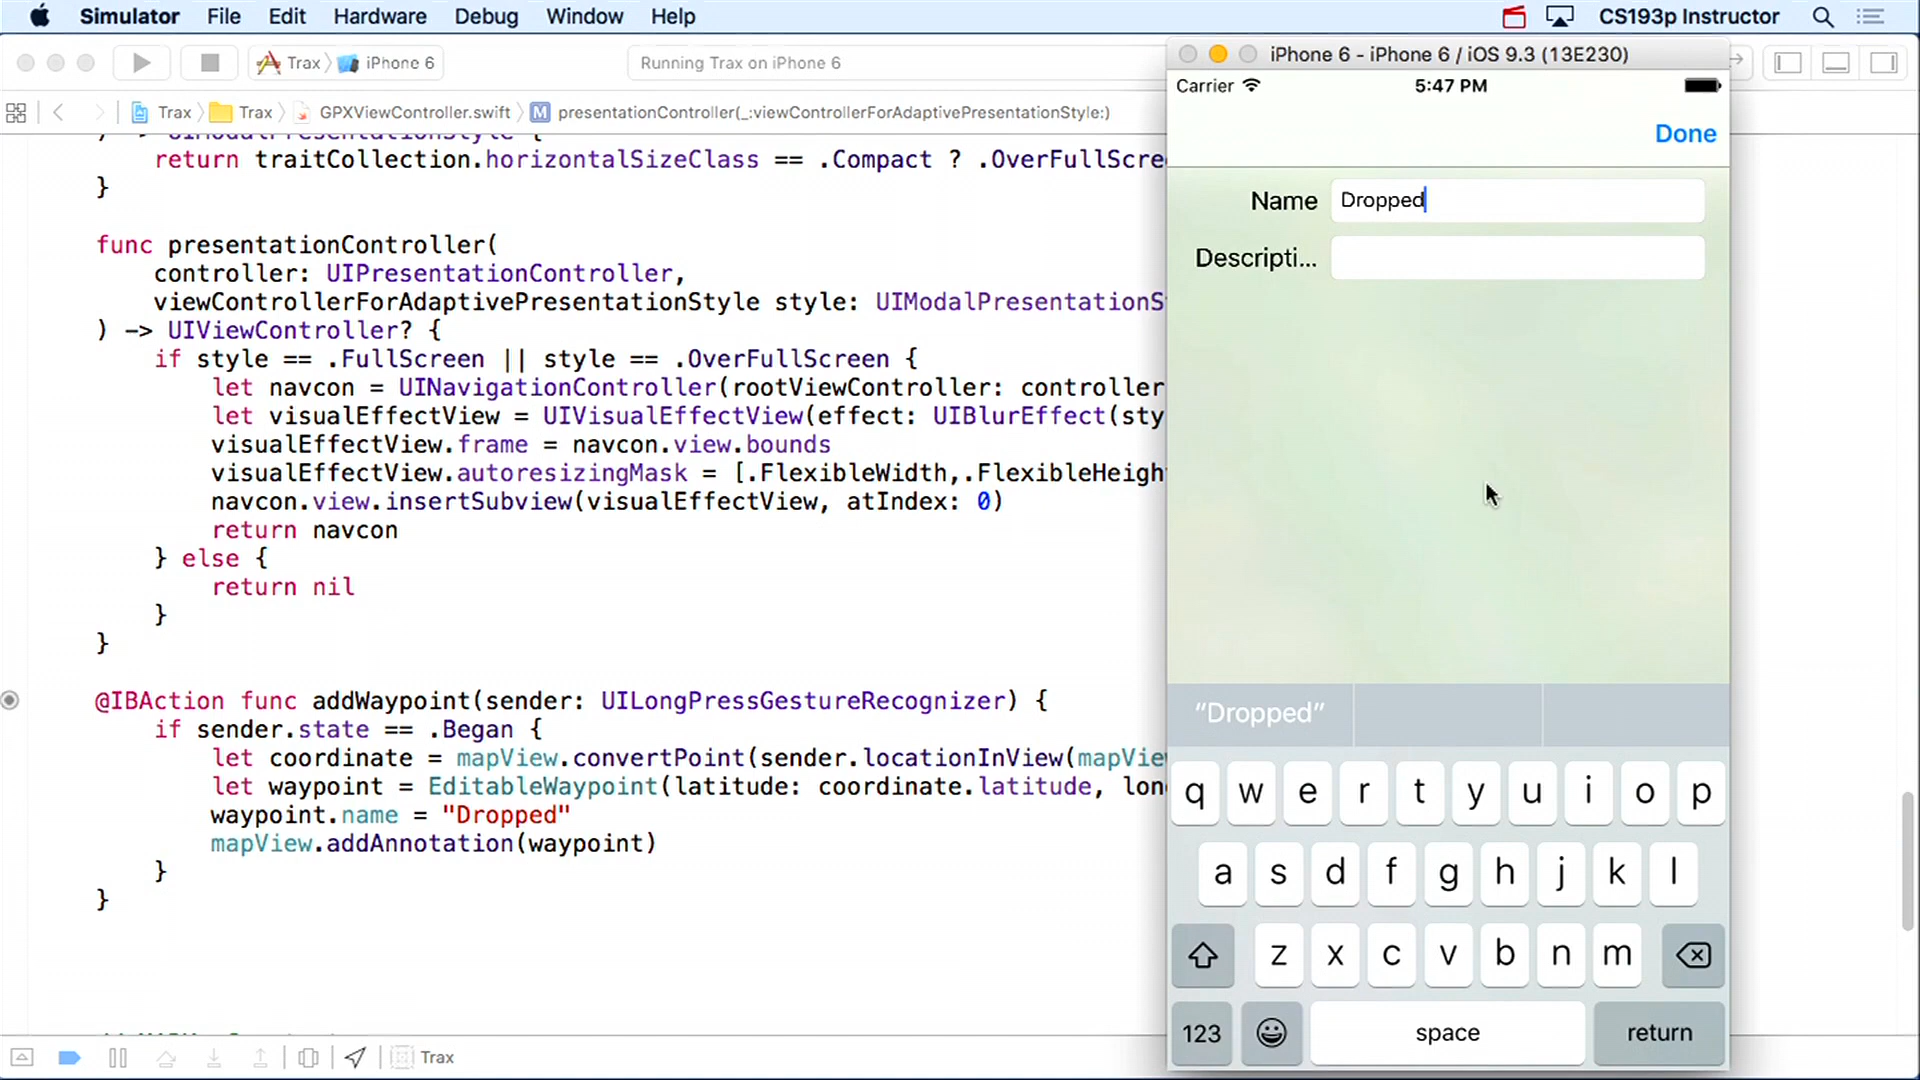 Simulator File Edit Hardware Debug Window Help CS193p Instructor
Trax iPhone 6 Running Trax on iPhone 6
Trax Trax GPXViewController.swift M presentationController(_:viewControllerForAdaptivePresentationStyle:)
) -> UIModalPresentationStyle {
return traitCollection.horizontalSizeClass == .Compact ? .OverFullScre
}
func presentationController(
controller: UIPresentationController,
viewControllerForAdaptivePresentationStyle style: UIModalPresentationS
) -> UIViewController? {
if style == .FullScreen || style == .OverFullScreen {
let navcon = UINavigationController(rootViewController: controller
let visualEffectView = UIVisualEffectView(effect: UIBlurEffect(sty
visualEffectView.frame = navcon.view.bounds
visualEffectView.autoresizingMask = [.FlexibleWidth,.FlexibleHeigh
navcon.view.insertSubview(visualEffectView, atIndex: 0)
return navcon
} else {
return nil
}
}
@IBAction func addWaypoint(sender: UILongPressGestureRecognizer) {
if sender.state == .Began {
let coordinate = mapView.convertPoint(sender.locationInView(mapVie
let waypoint = EditableWaypoint(latitude: coordinate.latitude, lon
waypoint.name = "Dropped"
mapView.addAnnotation(waypoint)
}
}
Trax
iPhone 6 - iPhone 6 / iOS 9.3 (13E230)
Carrier 5:47 PM
Done
Name Dropped
Descripti...
“Dropped”
q w e r t y u i o p
a s d f g h j k l
z x c v b n m
123 space return